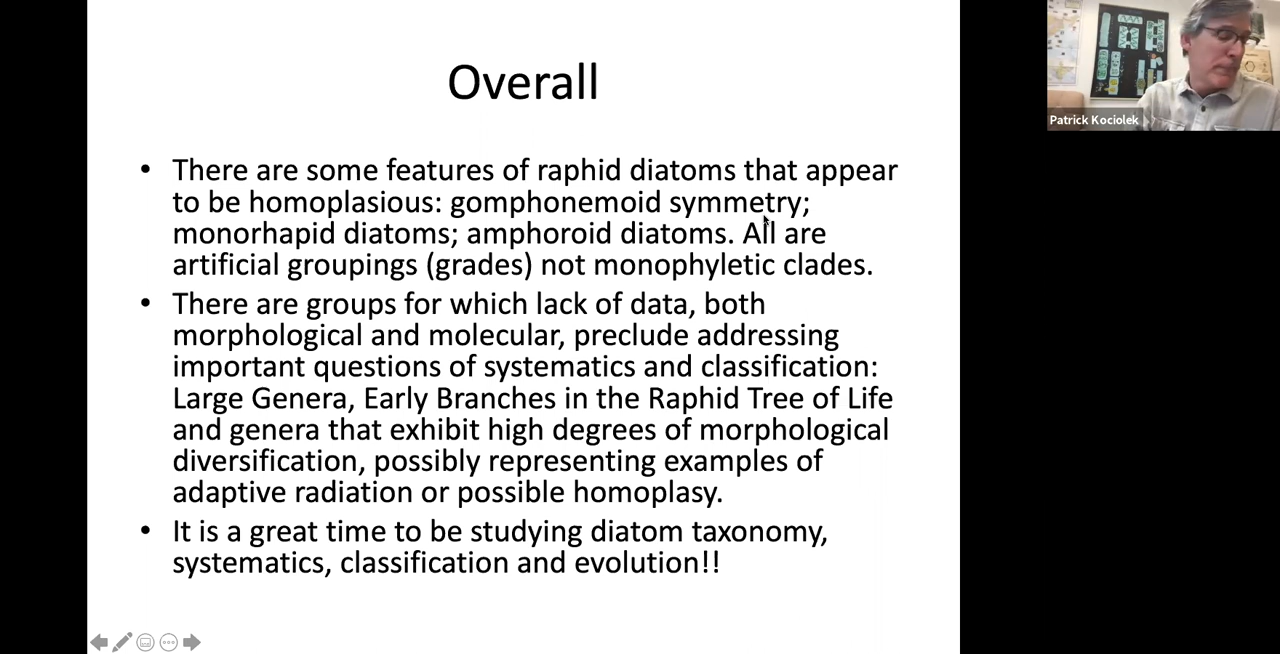 Overall
• There are some features of raphid diatoms that appear
to be homoplasious: gomphonemoid symmetry;
monorhapid diatoms; amphoroid diatoms. All are
artificial groupings (grades) not monophyletic clades.
• There are groups for which lack of data, both
morphological and molecular, preclude addressing
important questions of systematics and classification:
Large Genera, Early Branches in the Raphid Tree of Life
and genera that exhibit high degrees of morphological
diversification, possibly representing examples of
adaptive radiation or possible homoplasy.
• It is a great time to be studying diatom taxonomy,
systematics, classification and evolution!!
Patrick Kociolek